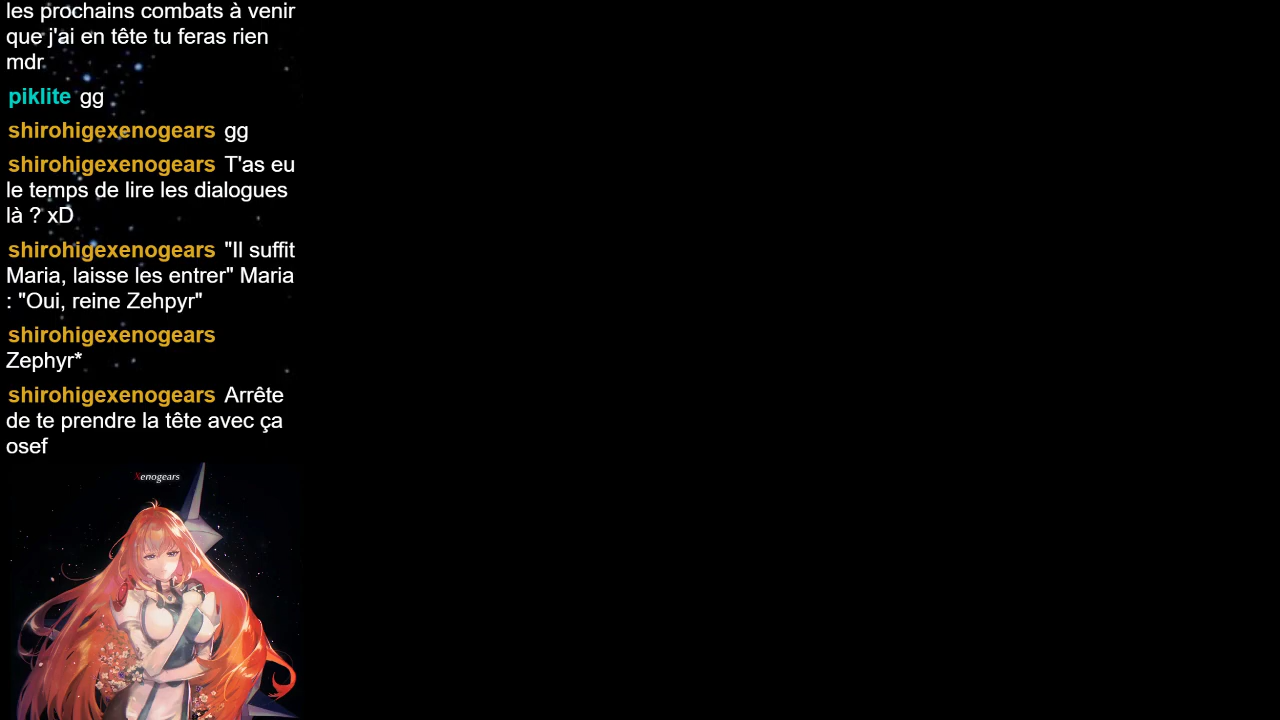 les prochains combats à venir
que j'ai en tête tu feras rien
mdr
piklite gg
shirohigexenogears gg
shirohigexenogears T'as eu
le temps de lire les dialogues
là ? xD
shirohigexenogears "Il suffit
Maria, laisse les entrer" Maria
: "Oui, reine Zehpyr"
shirohigexenogears
Zephyr*
shirohigexenogears Arrête
de te prendre la tête avec ça
osef
Xenogears